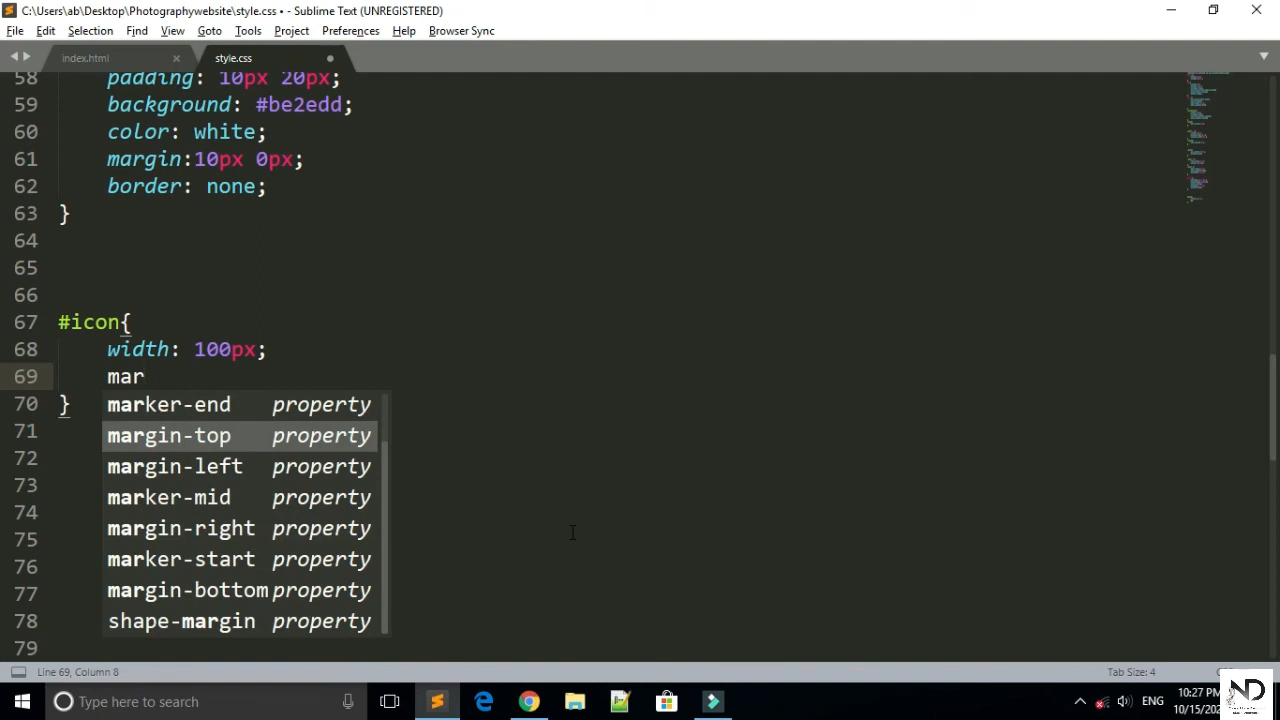 C:\Users\ab\Desktop\Photographywebsite\style.css • - Sublime Text (UNREGISTERED)
File Edit Selection Find View Goto Tools Project Preferences Help Browser Sync
index.html style.css
58 padding: 10px 20px;
59 background: #be2edd;
60 color: white;
61 margin:10px 0px;
62 border: none;
63 }
64
65
66
67 #icon{
68 width: 100px;
69 mar
70 }
marker-end property
71
margin-top property
72
margin-left property
73
marker-mid property
74
margin-right property
75
76
marker-start property
77
margin-bottom property
78
shape-margin property
79
Line 69, Column 8 Tab Size: 4
Type here to search
ENG
10:27 PM
ND